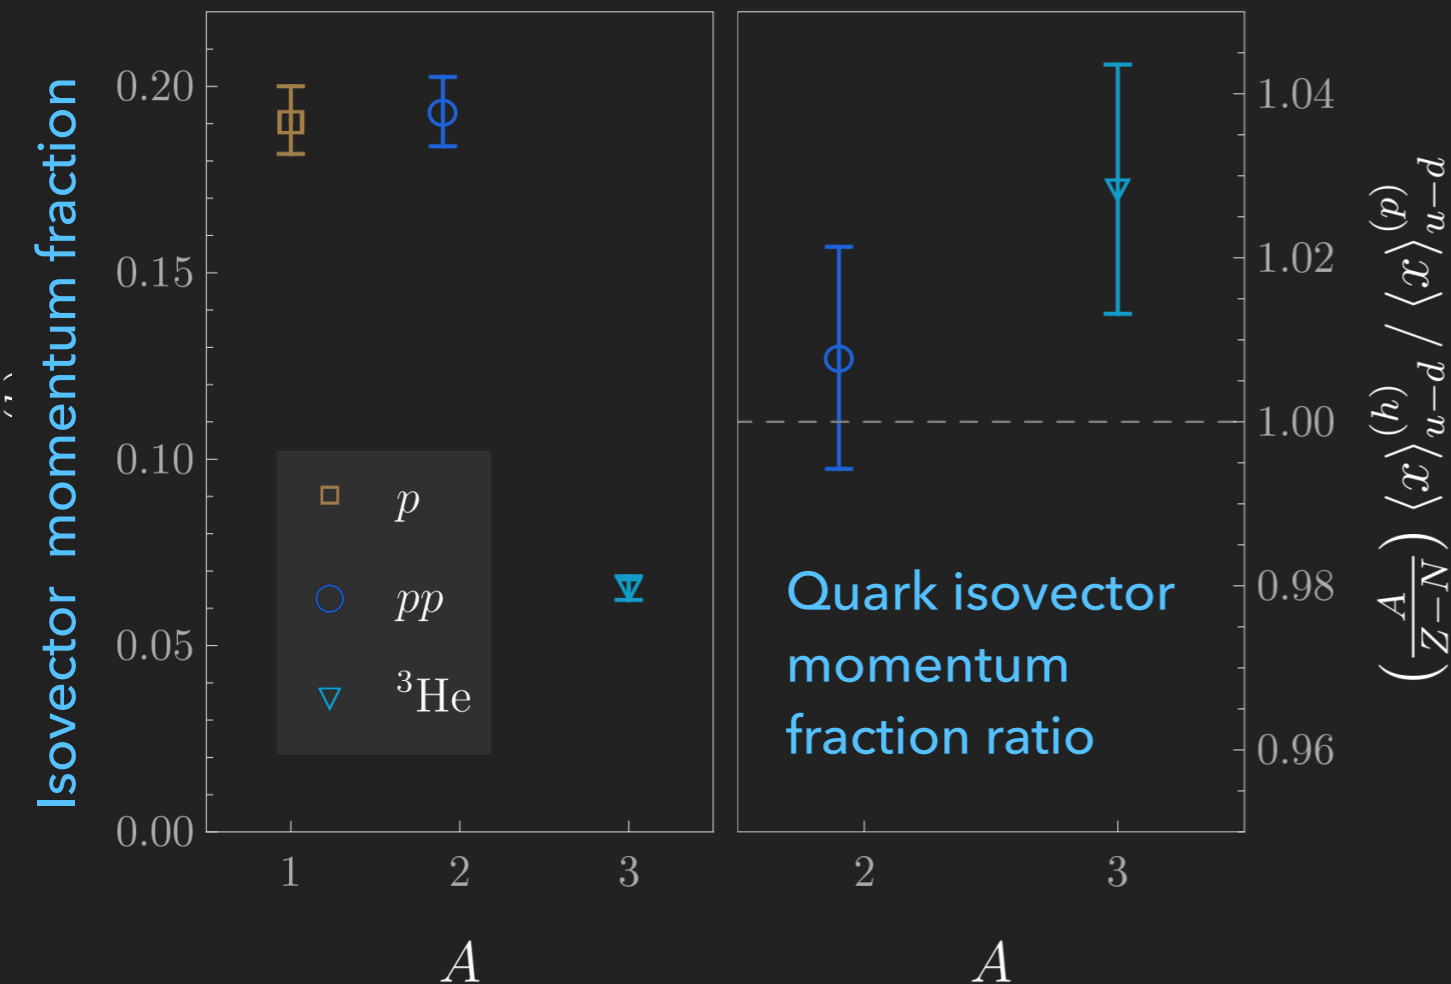 Isovector momentum fraction
0.20
0.15
0.10
0.05
0.00
p
pp
³He
1 2 3
A
Quark isovector
momentum
fraction ratio
2 3
A
1.04
1.02
1.00
0.98
0.96
(A/(Z−N)) ⟨x⟩_{u−d}^{(h)} / ⟨x⟩_{u−d}^{(p)}